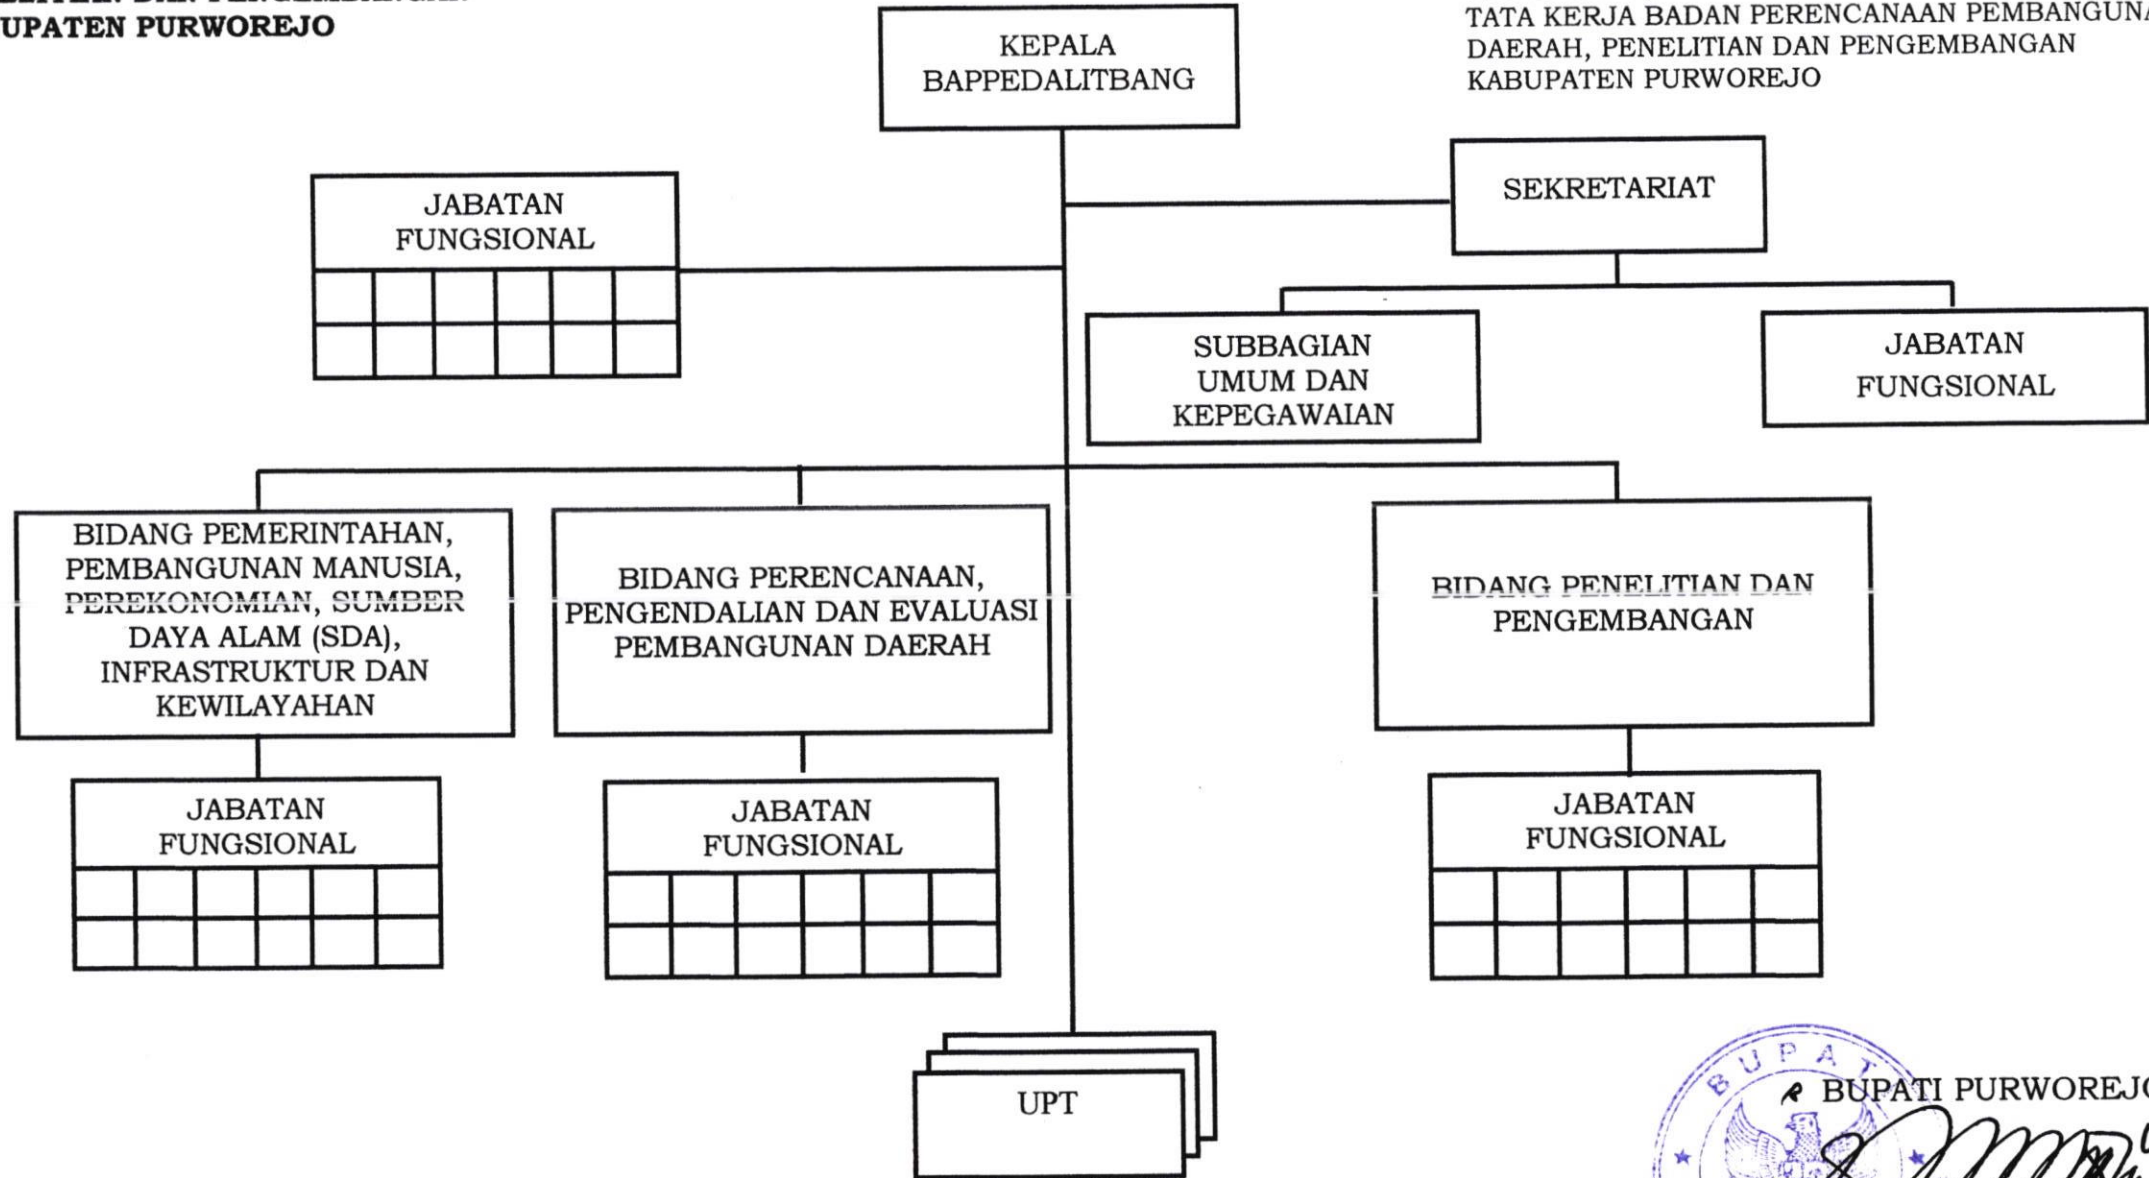 UPATEN PURWOREJO
TATA KERJA BADAN PERENCANAAN PEMBANGUNA
DAERAH, PENELITIAN DAN PENGEMBANGAN
KABUPATEN PURWOREJO
KEPALA
BAPPEDALITBANG
SEKRETARIAT
JABATAN
FUNGSIONAL
SUBBAGIAN
UMUM DAN
KEPEGAWAIAN
JABATAN
FUNGSIONAL
BIDANG PEMERINTAHAN,
PEMBANGUNAN MANUSIA,
PEREKONOMIAN, SUMBER
DAYA ALAM (SDA),
INFRASTRUKTUR DAN
KEWILAYAHAN
BIDANG PERENCANAAN,
PENGENDALIAN DAN EVALUASI
PEMBANGUNAN DAERAH
BIDANG PENELITIAN DAN
PENGEMBANGAN
JABATAN
FUNGSIONAL
JABATAN
FUNGSIONAL
JABATAN
FUNGSIONAL
UPT
BUPAT
BUPATI PURWOREJO